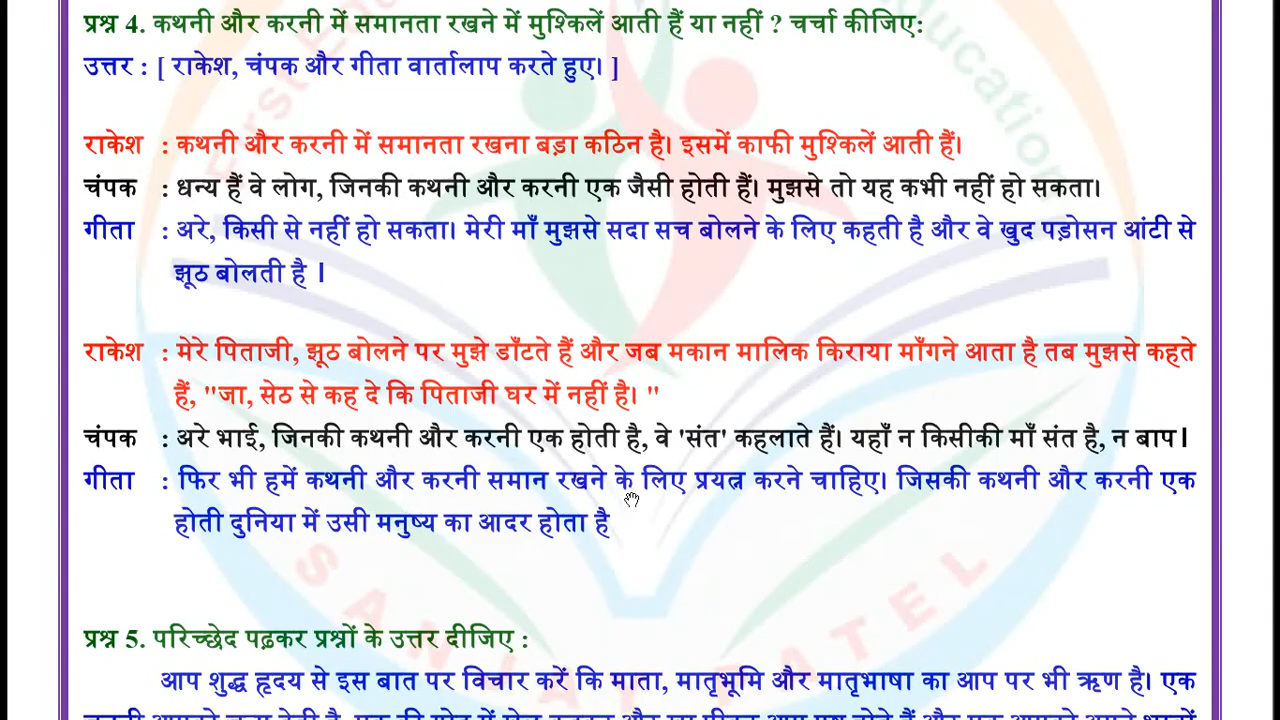 प्रश्न 4. कथनी और करनी में समानता रखने में मुश्किलें आती हैं या नहीं ? चर्चा कीजिए:
उत्तर : [ राकेश, चंपक और गीता वार्तालाप करते हुए। ]
राकेश : कथनी और करनी में समानता रखना बड़ा कठिन है। इसमें काफी मुश्किलें आती हैं।
चंपक : धन्य हैं वे लोग, जिनकी कथनी और करनी एक जैसी होती हैं। मुझसे तो यह कभी नहीं हो सकता।
गीता : अरे, किसी से नहीं हो सकता। मेरी माँ मुझसे सदा सच बोलने के लिए कहती है और वे खुद पड़ोसन आंटी से
झूठ बोलती है ।
राकेश : मेरे पिताजी, झूठ बोलने पर मुझे डाँटते हैं और जब मकान मालिक किराया माँगने आता है तब मुझसे कहते
हैं, "जा, सेठ से कह दे कि पिताजी घर में नहीं है। "
चंपक : अरे भाई, जिनकी कथनी और करनी एक होती है, वे 'संत' कहलाते हैं। यहाँ न किसीकी माँ संत है, न बाप।
गीता : फिर भी हमें कथनी और करनी समान रखने के लिए प्रयत्न करने चाहिए। जिसकी कथनी और करनी एक
होती दुनिया में उसी मनुष्य का आदर होता है
प्रश्न 5. परिच्छेद पढ़कर प्रश्नों के उत्तर दीजिए :
आप शुद्ध हृदय से इस बात पर विचार करें कि माता, मातृभूमि और मातृभाषा का आप पर भी ऋण है। एक